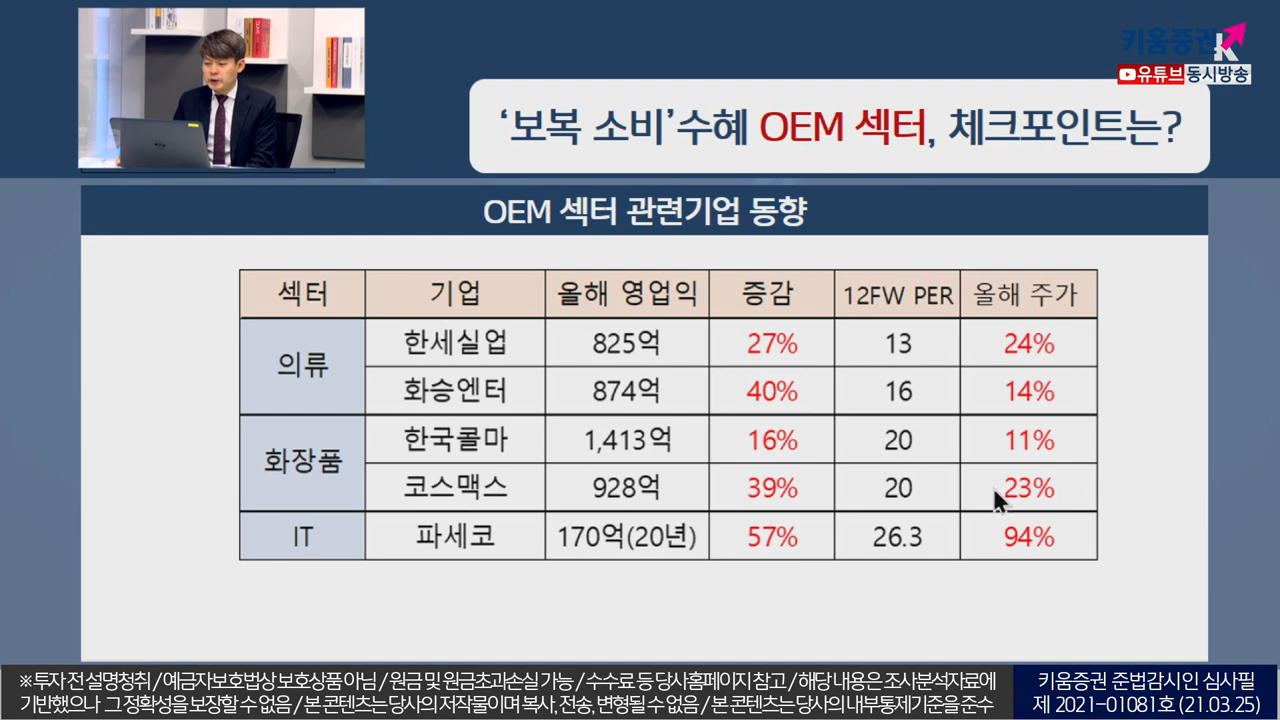 키움증권
유튜브동시방송
‘보복 소비’수혜 OEM 섹터, 체크포인트는?
OEM 섹터 관련기업 동향
섹터 기업 올해 영업익 증감 12FW PER 올해 주가
의류 한세실업 825억 27% 13 24%
화승엔터 874억 40% 16 14%
화장품 한국콜마 1,413억 16% 20 11%
코스맥스 928억 39% 20 23%
IT 파세코 170억(20년) 57% 26.3 94%
※투자 전 설명청취 / 예금자보호법상 보호상품 아님 / 원금 및 원금초과손실 가능 / 수수료 등 당사홈페이지 참고 / 해당 내용은 조사분석자료에
기반했으나 그 정확성을 보장할 수 없음 / 본 콘텐츠는 당사의 저작물이며 복사, 전송, 변형될 수 없음 / 본 콘텐츠는 당사의 내부통제기준을 준수
키움증권 준법감시인 심사필
제 2021-01081호 (21.03.25)